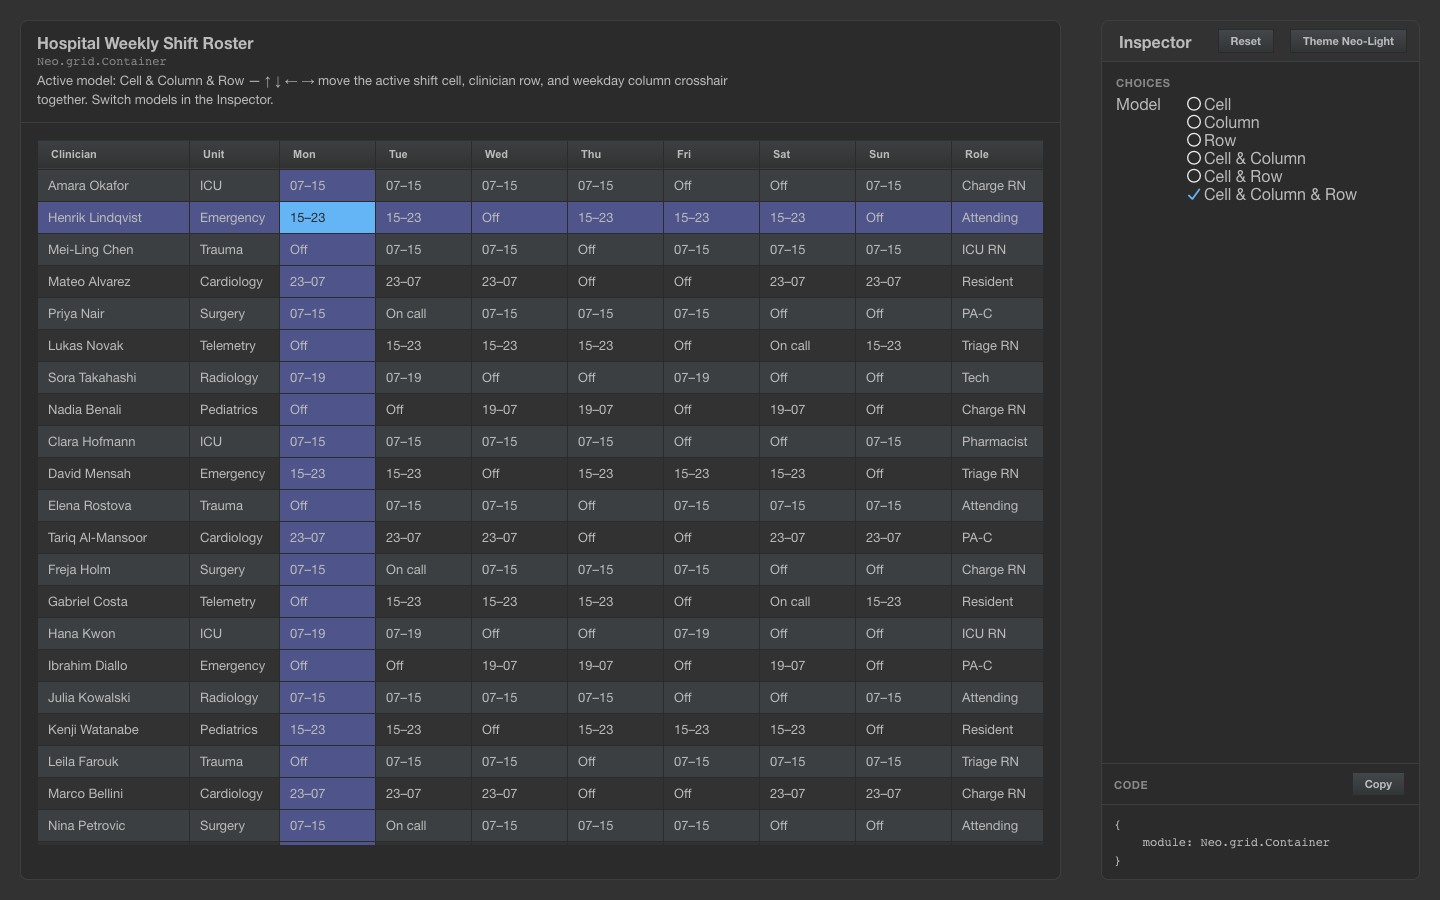 Hospital Weekly Shift Roster
Neo.grid.Container
Active model: Cell & Column & Row — ↑ ↓ ← → move the active shift cell, clinician row, and weekday column crosshair
together. Switch models in the Inspector.
Clinician Unit Mon Tue Wed Thu Fri Sat Sun Role
Amara Okafor ICU 07–15 07–15 07–15 07–15 Off Off 07–15 Charge RN
Henrik Lindqvist Emergency 15–23 15–23 Off 15–23 15–23 15–23 Off Attending
Mei-Ling Chen Trauma Off 07–15 07–15 Off 07–15 07–15 07–15 ICU RN
Mateo Alvarez Cardiology 23–07 23–07 23–07 Off Off 23–07 23–07 Resident
Priya Nair Surgery 07–15 On call 07–15 07–15 07–15 Off Off PA-C
Lukas Novak Telemetry Off 15–23 15–23 15–23 Off On call 15–23 Triage RN
Sora Takahashi Radiology 07–19 07–19 Off Off 07–19 Off Off Tech
Nadia Benali Pediatrics Off Off 19–07 19–07 Off 19–07 Off Charge RN
Clara Hofmann ICU 07–15 07–15 07–15 07–15 Off Off 07–15 Pharmacist
David Mensah Emergency 15–23 15–23 Off 15–23 15–23 15–23 Off Triage RN
Elena Rostova Trauma Off 07–15 07–15 Off 07–15 07–15 07–15 Attending
Tariq Al-Mansoor Cardiology 23–07 23–07 23–07 Off Off 23–07 23–07 PA-C
Freja Holm Surgery 07–15 On call 07–15 07–15 07–15 Off Off Charge RN
Gabriel Costa Telemetry Off 15–23 15–23 15–23 Off On call 15–23 Resident
Hana Kwon ICU 07–19 07–19 Off Off 07–19 Off Off ICU RN
Ibrahim Diallo Emergency Off Off 19–07 19–07 Off 19–07 Off PA-C
Julia Kowalski Radiology 07–15 07–15 07–15 07–15 Off Off 07–15 Attending
Kenji Watanabe Pediatrics 15–23 15–23 Off 15–23 15–23 15–23 Off Resident
Leila Farouk Trauma Off 07–15 07–15 Off 07–15 07–15 07–15 Triage RN
Marco Bellini Cardiology 23–07 23–07 23–07 Off Off 23–07 23–07 Charge RN
Nina Petrovic Surgery 07–15 On call 07–15 07–15 07–15 Off Off Attending
Inspector Reset Theme Neo-Light
CHOICES
Model Cell
Column
Row
Cell & Column
Cell & Row
Cell & Column & Row
CODE Copy
{
module: Neo.grid.Container
}